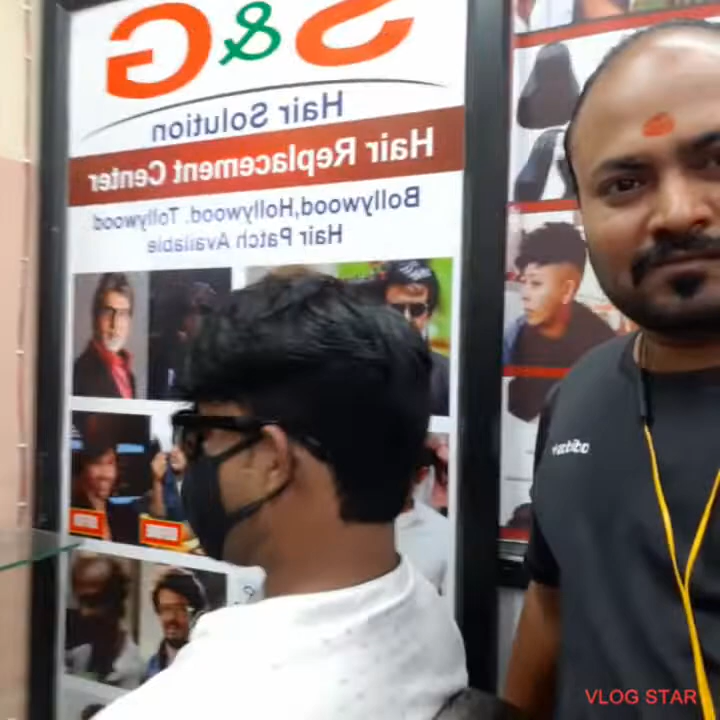 S&G
Hair Solution
Hair Replacement Center
Bollywood,Hollywood, Tollywood
Hair Patch Available
adidas
VLOG STAR